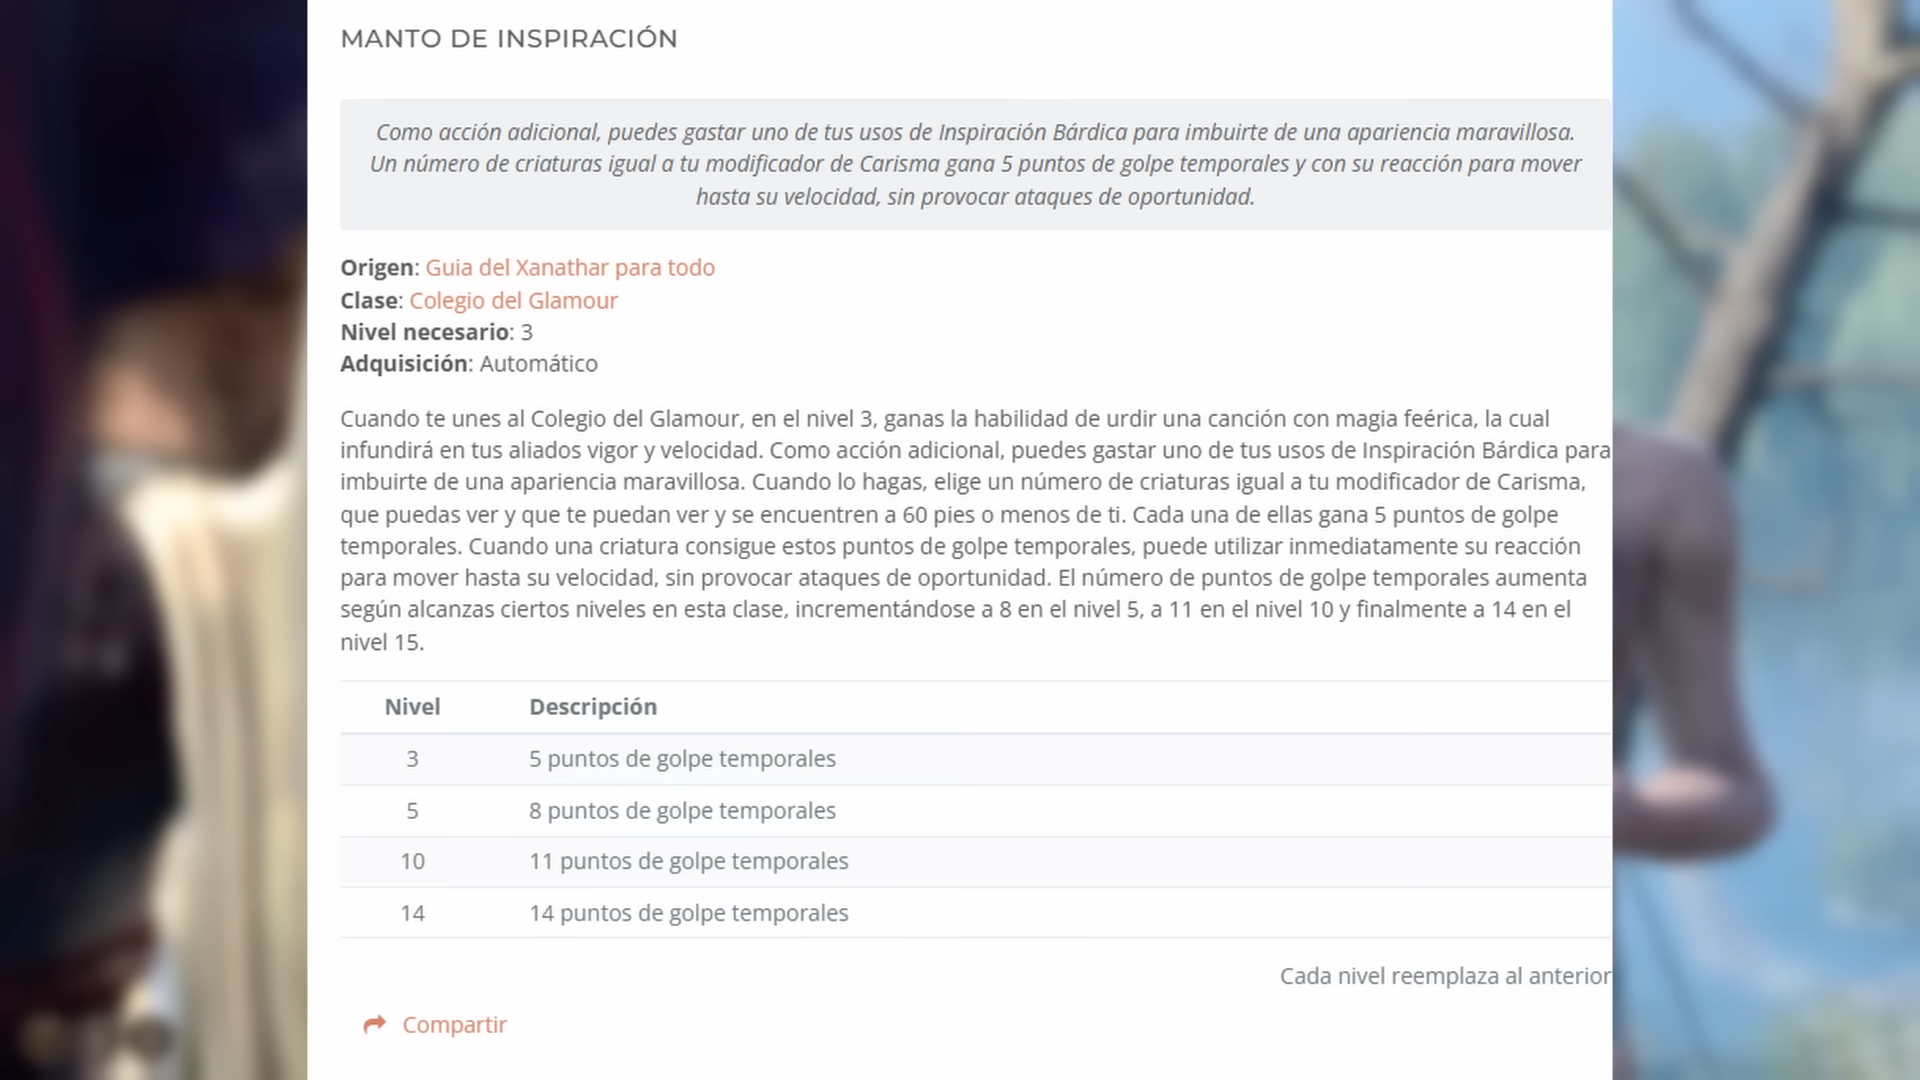 MANTO DE INSPIRACIÓN
Como acción adicional, puedes gastar uno de tus usos de Inspiración Bárdica para imbuirte de una apariencia maravillosa.
Un número de criaturas igual a tu modificador de Carisma gana 5 puntos de golpe temporales y con su reacción para mover
hasta su velocidad, sin provocar ataques de oportunidad.
Origen: Guia del Xanathar para todo
Clase: Colegio del Glamour
Nivel necesario: 3
Adquisición: Automático
Cuando te unes al Colegio del Glamour, en el nivel 3, ganas la habilidad de urdir una canción con magia feérica, la cual
infundirá en tus aliados vigor y velocidad. Como acción adicional, puedes gastar uno de tus usos de Inspiración Bárdica para
imbuirte de una apariencia maravillosa. Cuando lo hagas, elige un número de criaturas igual a tu modificador de Carisma,
que puedas ver y que te puedan ver y se encuentren a 60 pies o menos de ti. Cada una de ellas gana 5 puntos de golpe
temporales. Cuando una criatura consigue estos puntos de golpe temporales, puede utilizar inmediatamente su reacción
para mover hasta su velocidad, sin provocar ataques de oportunidad. El número de puntos de golpe temporales aumenta
según alcanzas ciertos niveles en esta clase, incrementándose a 8 en el nivel 5, a 11 en el nivel 10 y finalmente a 14 en el
nivel 15.
Nivel Descripción
3 5 puntos de golpe temporales
5 8 puntos de golpe temporales
10 11 puntos de golpe temporales
14 14 puntos de golpe temporales
Cada nivel reemplaza al anterior
Compartir